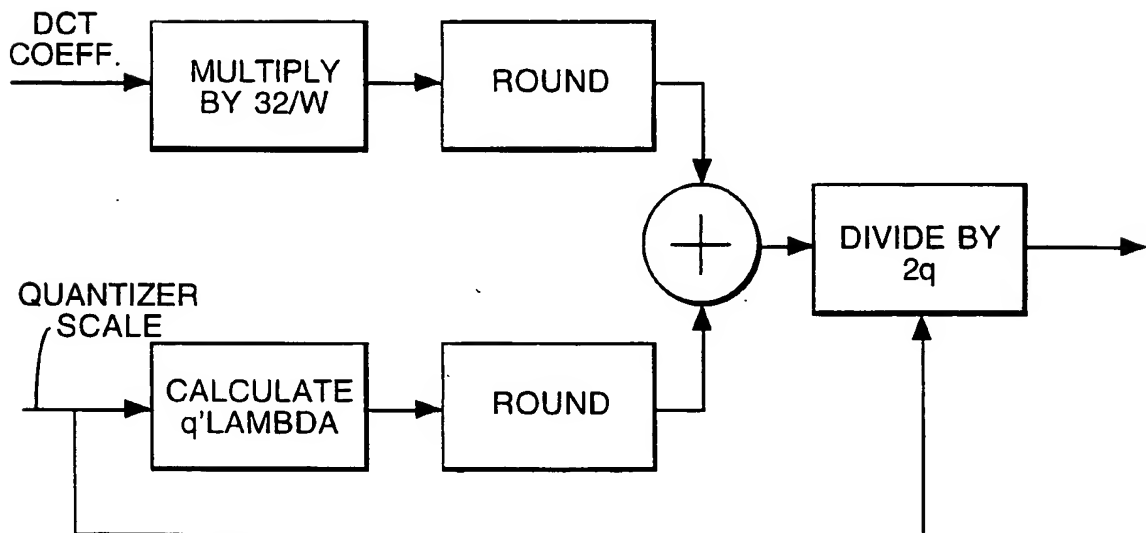 DCT
COEFF.
MULTIPLY
BY 32/W
ROUND
DIVIDE BY
2q
QUANTIZER
SCALE
CALCULATE
q'LAMBDA
ROUND